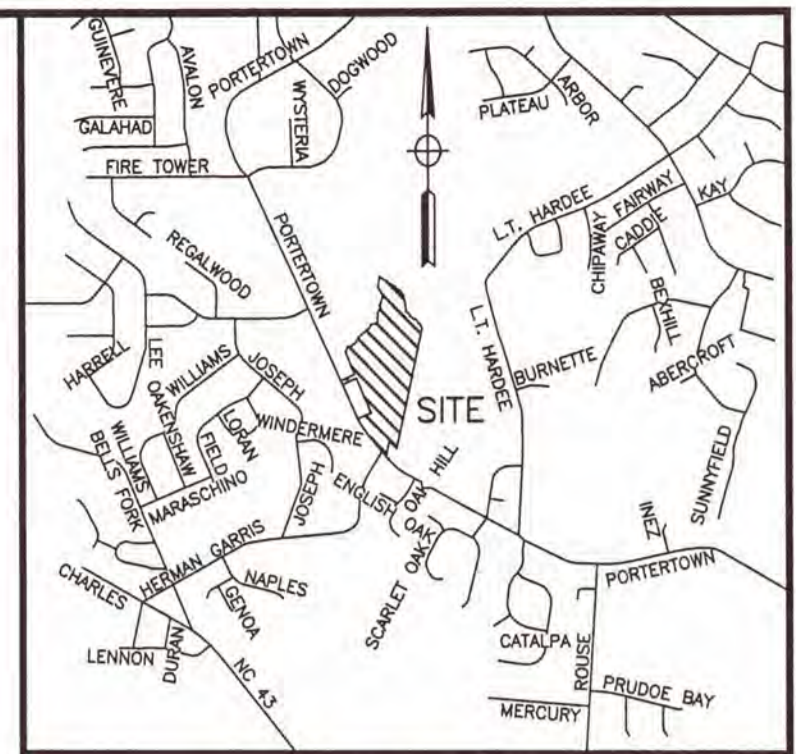 GUINEVERE
AVALON
PORTERTOWN
DOGWOOD
WYSTERIA
GALAHAD
FIRE TOWER
PLATEAU
ARBOR
PORTERTOWN
REGALWOOD
L.T. HARDEE
CHIPAWAY
FAIRWAY
CADDIE
KAY
BEXHILL
L.T. HARDEE
BURNETTE
ABERCROFT
SUNNYFIELD
HARRELL
LEE
WILLIAMS
JOSEPH
OAKENSHAW
LORAN
FIELD
WINDERMERE
SITE
WILLIAMS
BELLS FORK
MARASCHINO
JOSEPH
ENGLISH OAK
OAK HILL
SCARLET OAK
INEZ
PORTERTOWN
HERMAN GARRIS
CHARLES
NAPLES
GENOA
LENNON
DURAN
NC 43
CATALPA
ROUSE
PRUDOE BAY
MERCURY